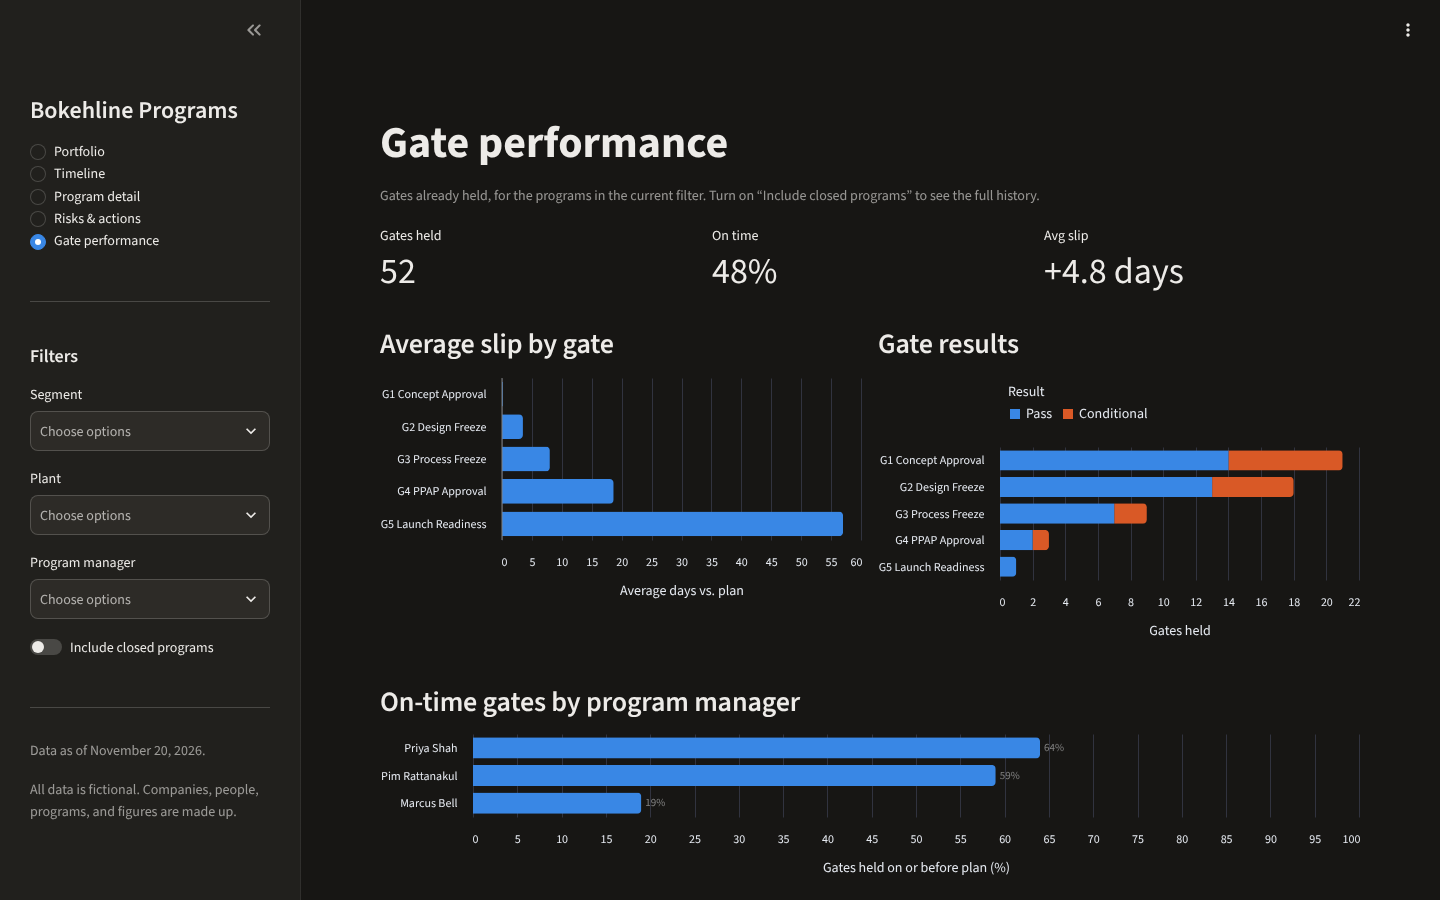 Bokehline Programs
Portfolio
Timeline
Program detail
Risks & actions
Gate performance
Filters
Segment
Choose options
Plant
Choose options
Program manager
Choose options
Include closed programs
Data as of November 20, 2026.
All data is fictional. Companies, people,
programs, and figures are made up.
Gate performance
Gates already held, for the programs in the current filter. Turn on “Include closed programs” to see the full history.
Gates held
52
On time
48%
Avg slip
+4.8 days
Average slip by gate
G1 Concept Approval
G2 Design Freeze
G3 Process Freeze
G4 PPAP Approval
G5 Launch Readiness
0 5 10 15 20 25 30 35 40 45 50 55 60
Average days vs. plan
Gate results
Result
Pass Conditional
G1 Concept Approval
G2 Design Freeze
G3 Process Freeze
G4 PPAP Approval
G5 Launch Readiness
0 2 4 6 8 10 12 14 16 18 20 22
Gates held
On-time gates by program manager
Priya Shah 64%
Pim Rattanakul 59%
Marcus Bell 19%
0 5 10 15 20 25 30 35 40 45 50 55 60 65 70 75 80 85 90 95 100
Gates held on or before plan (%)